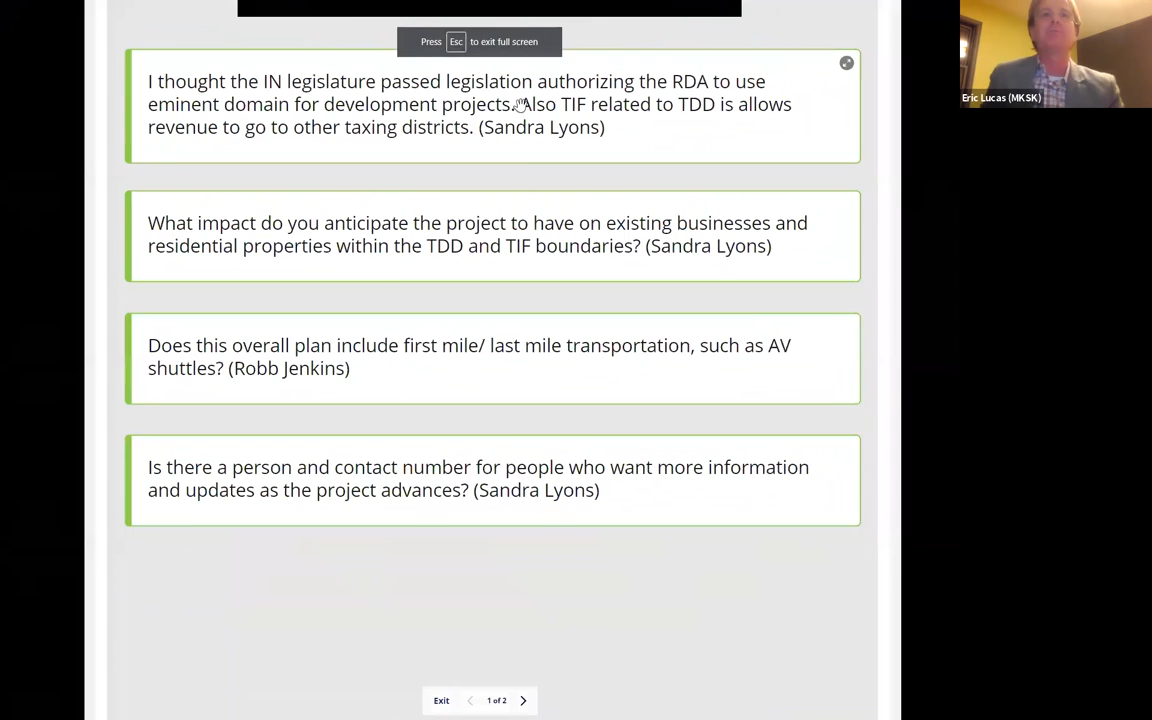 Press Esc to exit full screen
Eric Lucas (MKSK)
I thought the IN legislature passed legislation authorizing the RDA to use
eminent domain for development projects. Also TIF related to TDD is allows
revenue to go to other taxing districts. (Sandra Lyons)
What impact do you anticipate the project to have on existing businesses and
residential properties within the TDD and TIF boundaries? (Sandra Lyons)
Does this overall plan include first mile/ last mile transportation, such as AV
shuttles? (Robb Jenkins)
Is there a person and contact number for people who want more information
and updates as the project advances? (Sandra Lyons)
Exit 1 of 2